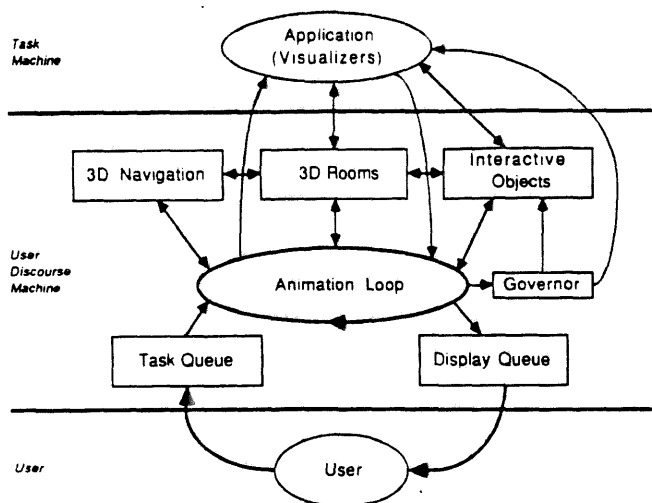 Task
Machine
Application
(Visualizers)
3D Navigation
3D Rooms
Interactive
Objects
User
Discourse
Machine
Animation Loop
Governor
Task Queue
Display Queue
User
User